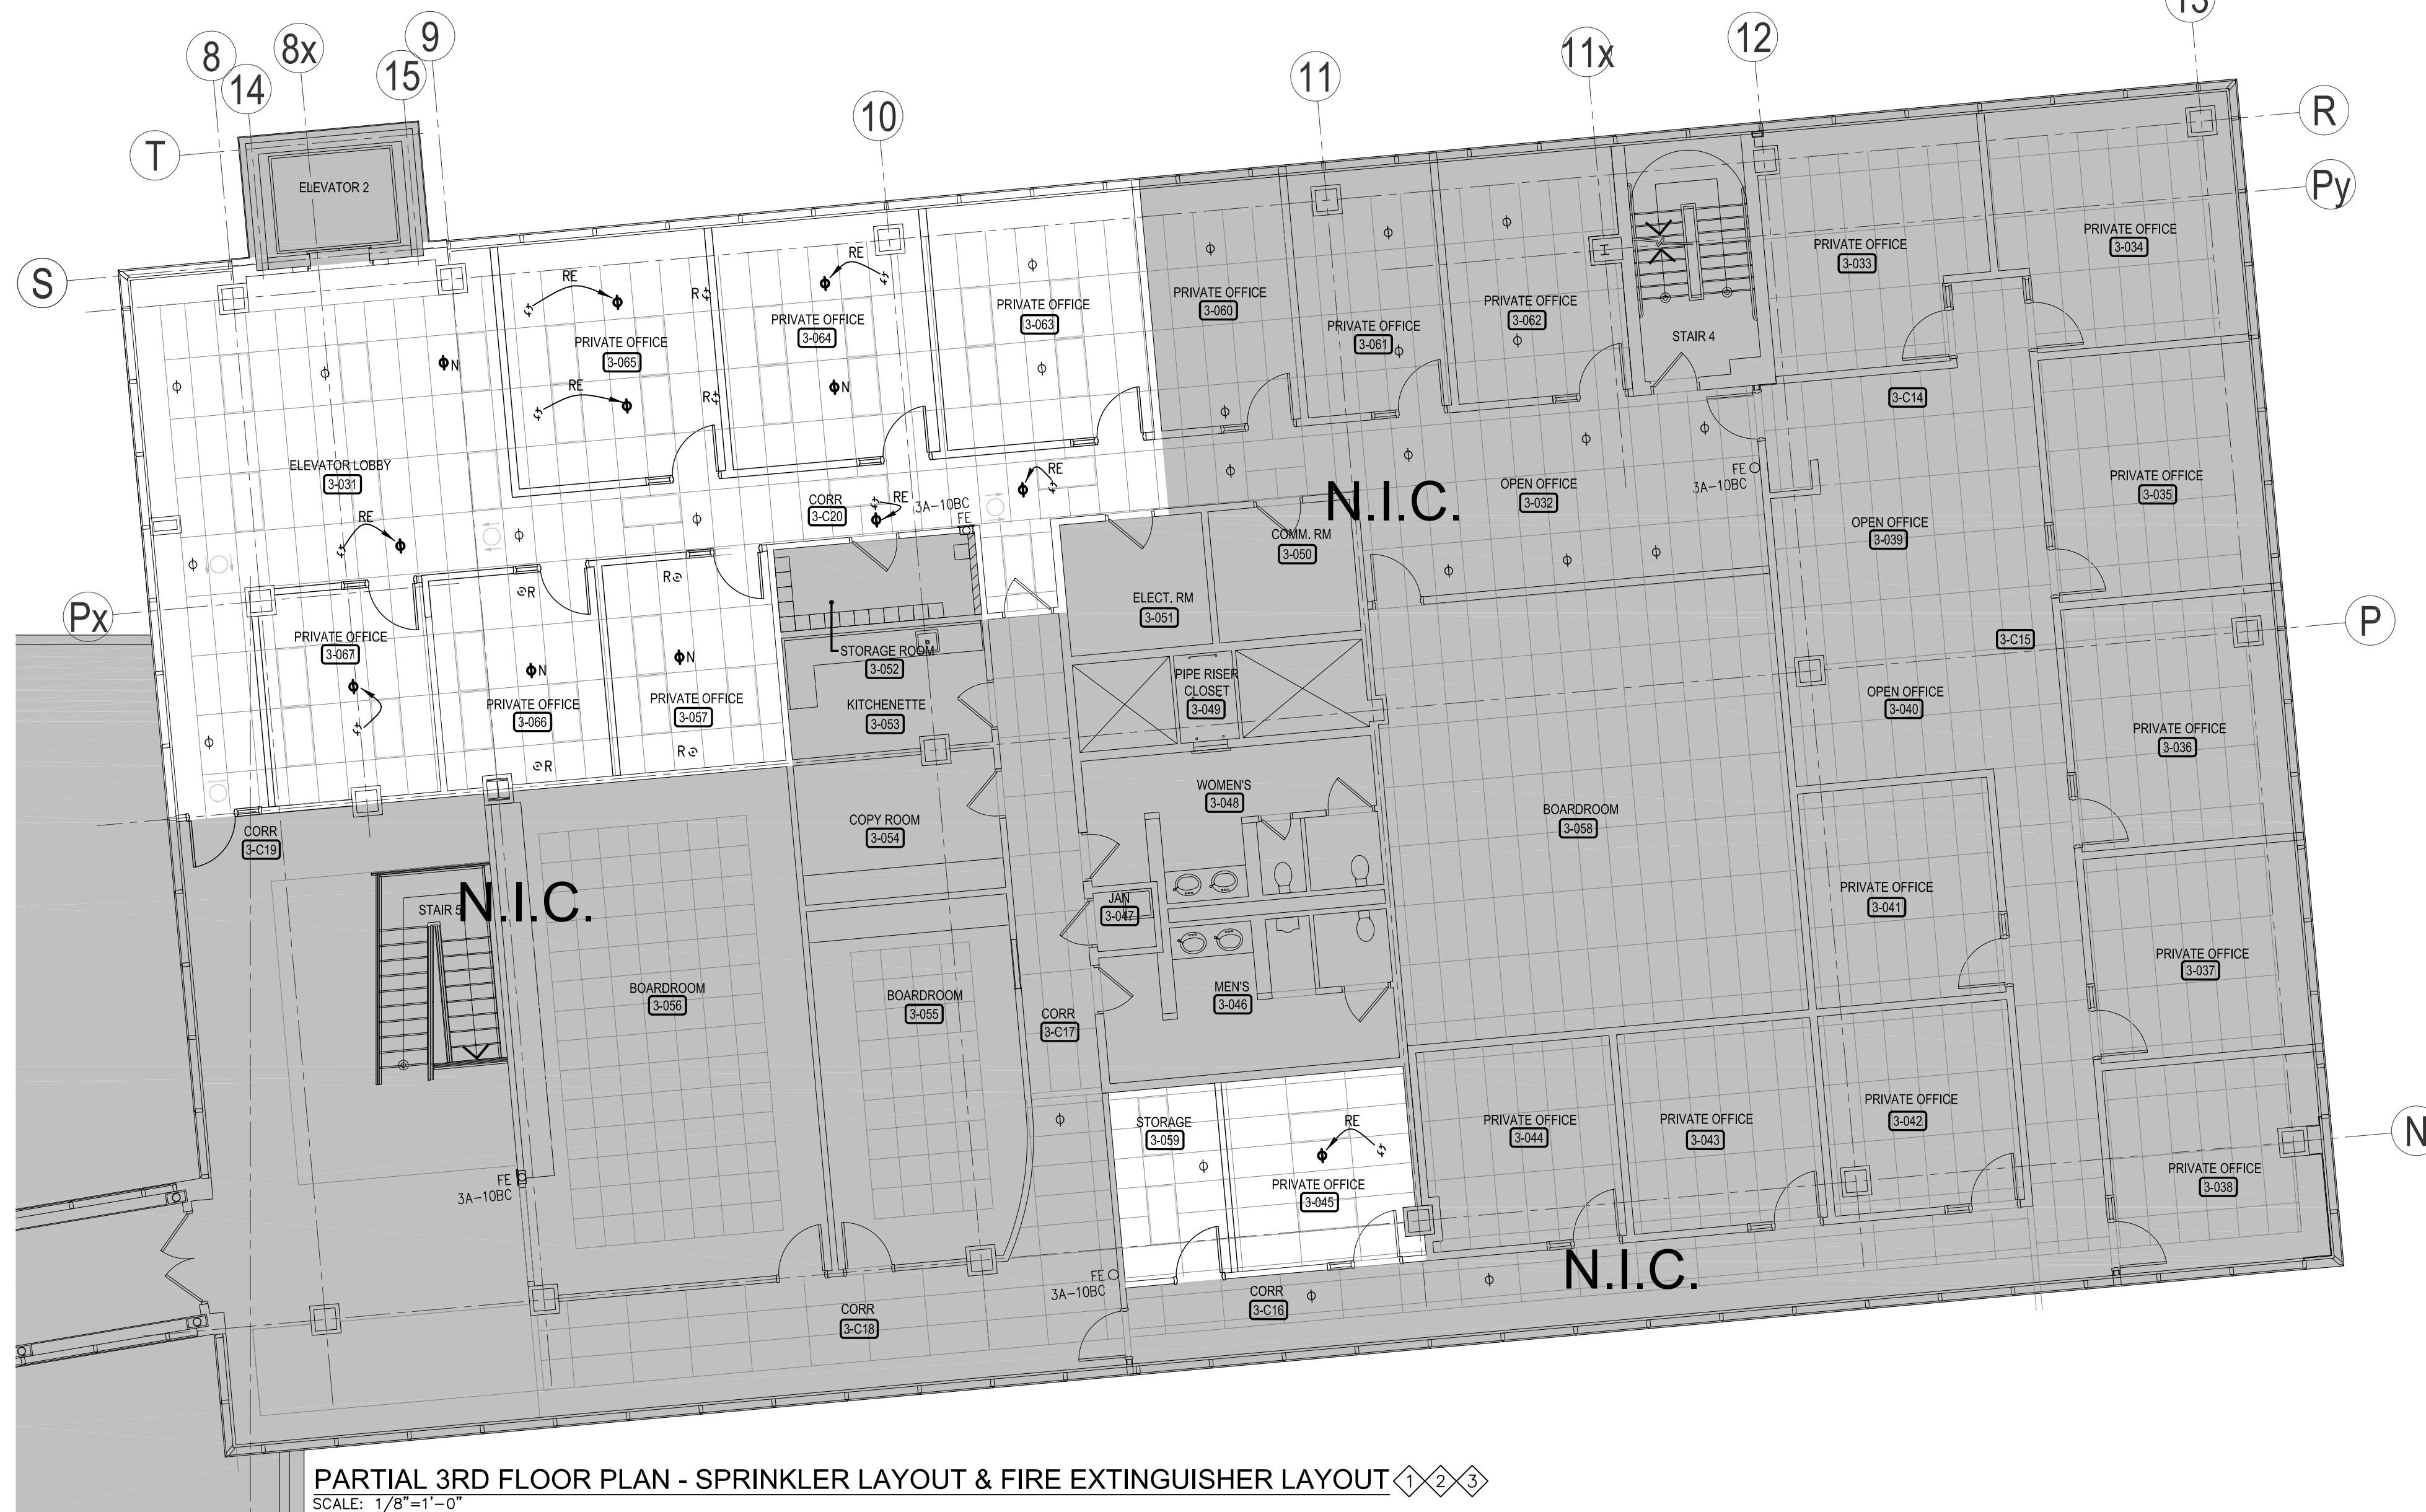 13
8
8x
9
14
15
10
11
11x
12
T
R
Py
S
Px
P
N
ELEVATOR 2
RE
RE
R
PRIVATE OFFICE
3-065
RE
R
RE
PRIVATE OFFICE
3-064
N
PRIVATE OFFICE
3-063
PRIVATE OFFICE
3-060
PRIVATE OFFICE
3-061
PRIVATE OFFICE
3-062
STAIR 4
PRIVATE OFFICE
3-033
PRIVATE OFFICE
3-034
N
3-C14
ELEVATOR LOBBY
3-031
RE
CORR
3-C20
RE
3A-10BC
FE
RE
N.I.C.
OPEN OFFICE
3-032
FE
3A-10BC
PRIVATE OFFICE
3-035
OPEN OFFICE
3-039
COMM. RM
3-050
ELECT. RM
3-051
R
R
PRIVATE OFFICE
3-067
N
PRIVATE OFFICE
3-066
R
N
PRIVATE OFFICE
3-057
R
STORAGE ROOM
3-052
KITCHENETTE
3-053
PIPE RISER
CLOSET
3-049
3-C15
OPEN OFFICE
3-040
PRIVATE OFFICE
3-036
CORR
3-C19
COPY ROOM
3-054
WOMEN'S
3-048
BOARDROOM
3-058
STAIR 5
N.I.C.
JAN
3-047
PRIVATE OFFICE
3-041
PRIVATE OFFICE
3-037
BOARDROOM
3-056
BOARDROOM
3-055
CORR
3-C17
MEN'S
3-046
STORAGE
3-059
RE
PRIVATE OFFICE
3-045
PRIVATE OFFICE
3-044
PRIVATE OFFICE
3-043
PRIVATE OFFICE
3-042
PRIVATE OFFICE
3-038
FE
3A-10BC
FE
3A-10BC
CORR
3-C16
N.I.C.
CORR
3-C18
PARTIAL 3RD FLOOR PLAN - SPRINKLER LAYOUT & FIRE EXTINGUISHER LAYOUT 1 2 3
SCALE: 1/8"=1'-0"